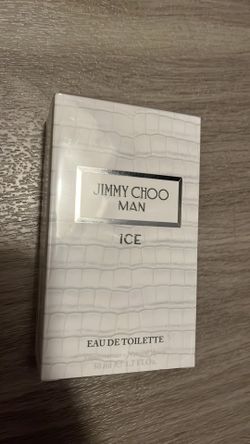 JIMMY CHOO
MAN
ICE
EAU DE TOILETTE